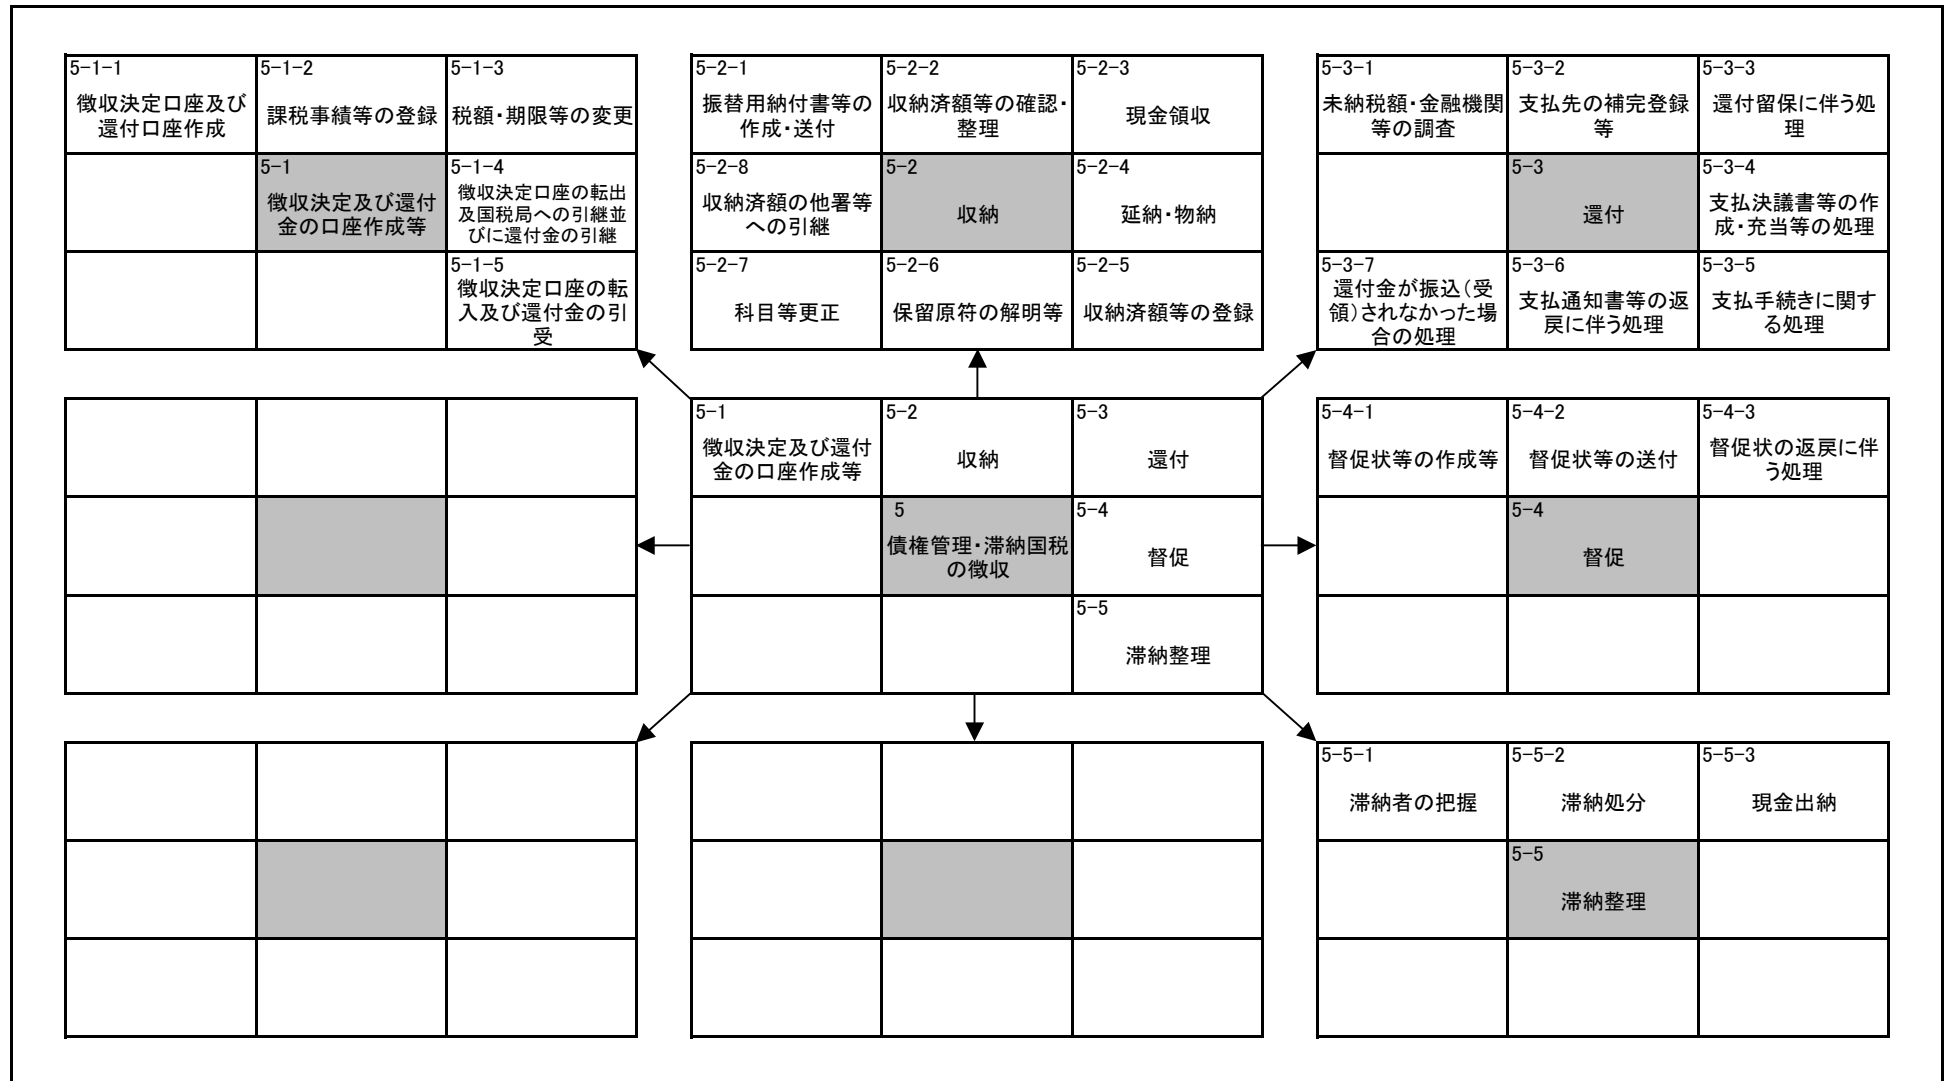 5-1-1
徴収決定口座及び
還付口座作成
5-1-2
課税事績等の登録
5-1-3
税額・期限等の変更
5-1
徴収決定及び還付
金の口座作成等
5-1-4
徴収決定口座の転出
及国税局への引継並
びに還付金の引継
5-1-5
徴収決定口座の転
入及び還付金の引
受
5-2-1
振替用納付書等の
作成・送付
5-2-2
収納済額等の確認・
整理
5-2-3
現金領収
5-2-8
収納済額の他署等
への引継
5-2
収納
5-2-4
延納・物納
5-2-7
科目等更正
5-2-6
保留原符の解明等
5-2-5
収納済額等の登録
5-3-1
未納税額・金融機関
等の調査
5-3-2
支払先の補完登録
等
5-3-3
還付留保に伴う処
理
5-3
還付
5-3-4
支払決議書等の作
成・充当等の処理
5-3-7
還付金が振込（受
領）されなかった場
合の処理
5-3-6
支払通知書等の返
戻に伴う処理
5-3-5
支払手続きに関す
る処理
5-1
徴収決定及び還付
金の口座作成等
5-2
収納
5-3
還付
5
債権管理・滞納国税
の徴収
5-4
督促
5-5
滞納整理
5-4-1
督促状等の作成等
5-4-2
督促状等の送付
5-4-3
督促状の返戻に伴
う処理
5-4
督促
5-5-1
滞納者の把握
5-5-2
滞納処分
5-5-3
現金出納
5-5
滞納整理